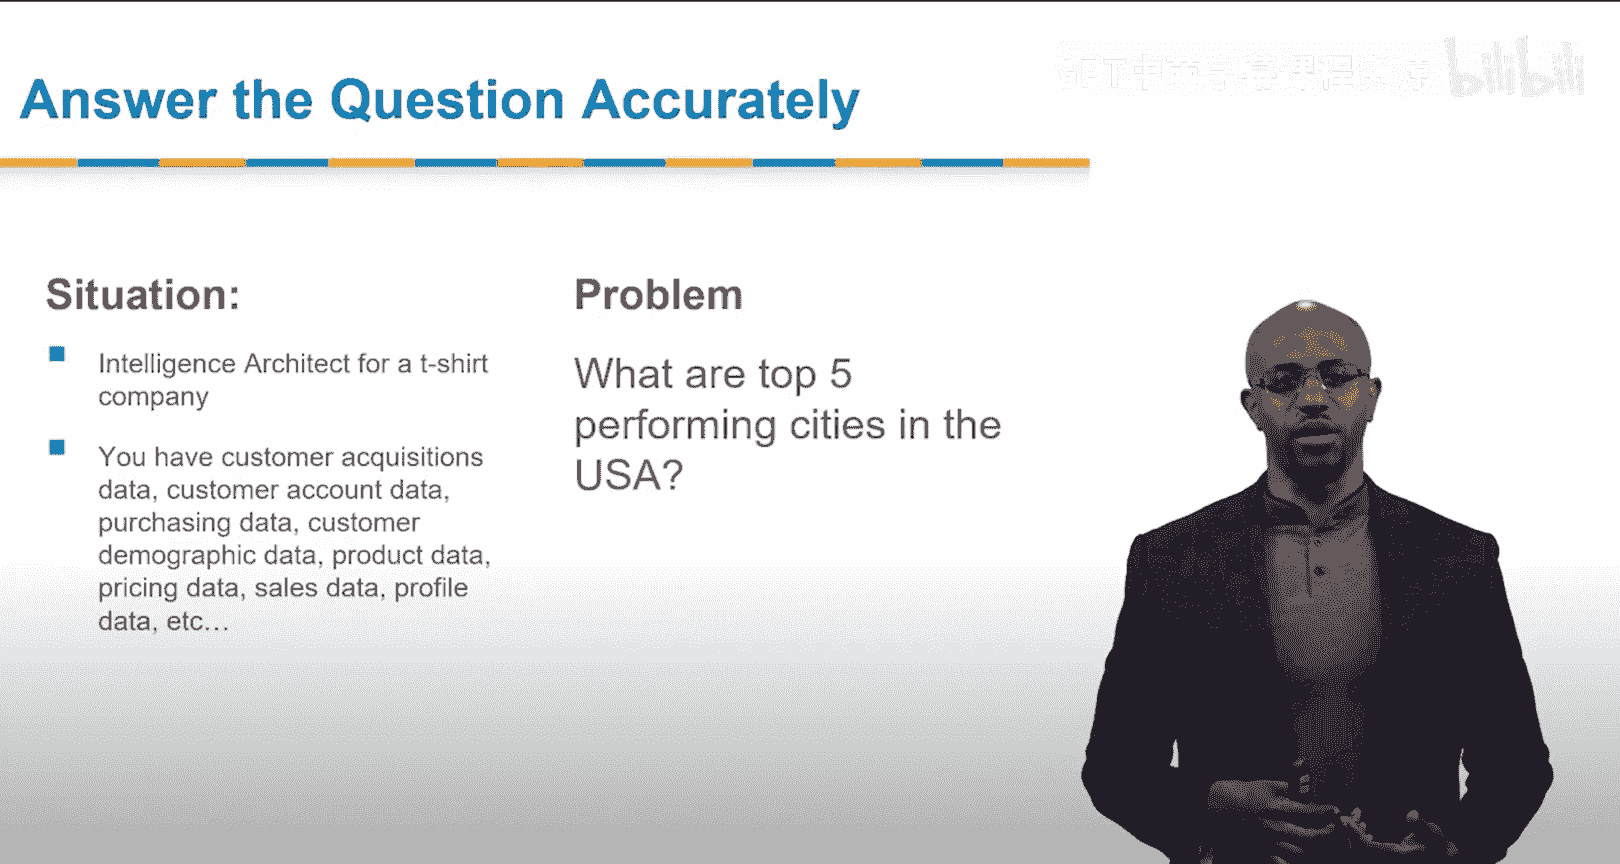 Answer the Question Accurately
bilibili
Situation:
Intelligence Architect for a t-shirt
company
You have customer acquisitions
data, customer account data,
purchasing data, customer
demographic data, product data,
pricing data, sales data, profile
data, etc...
Problem
What are top 5
performing cities in the
USA?